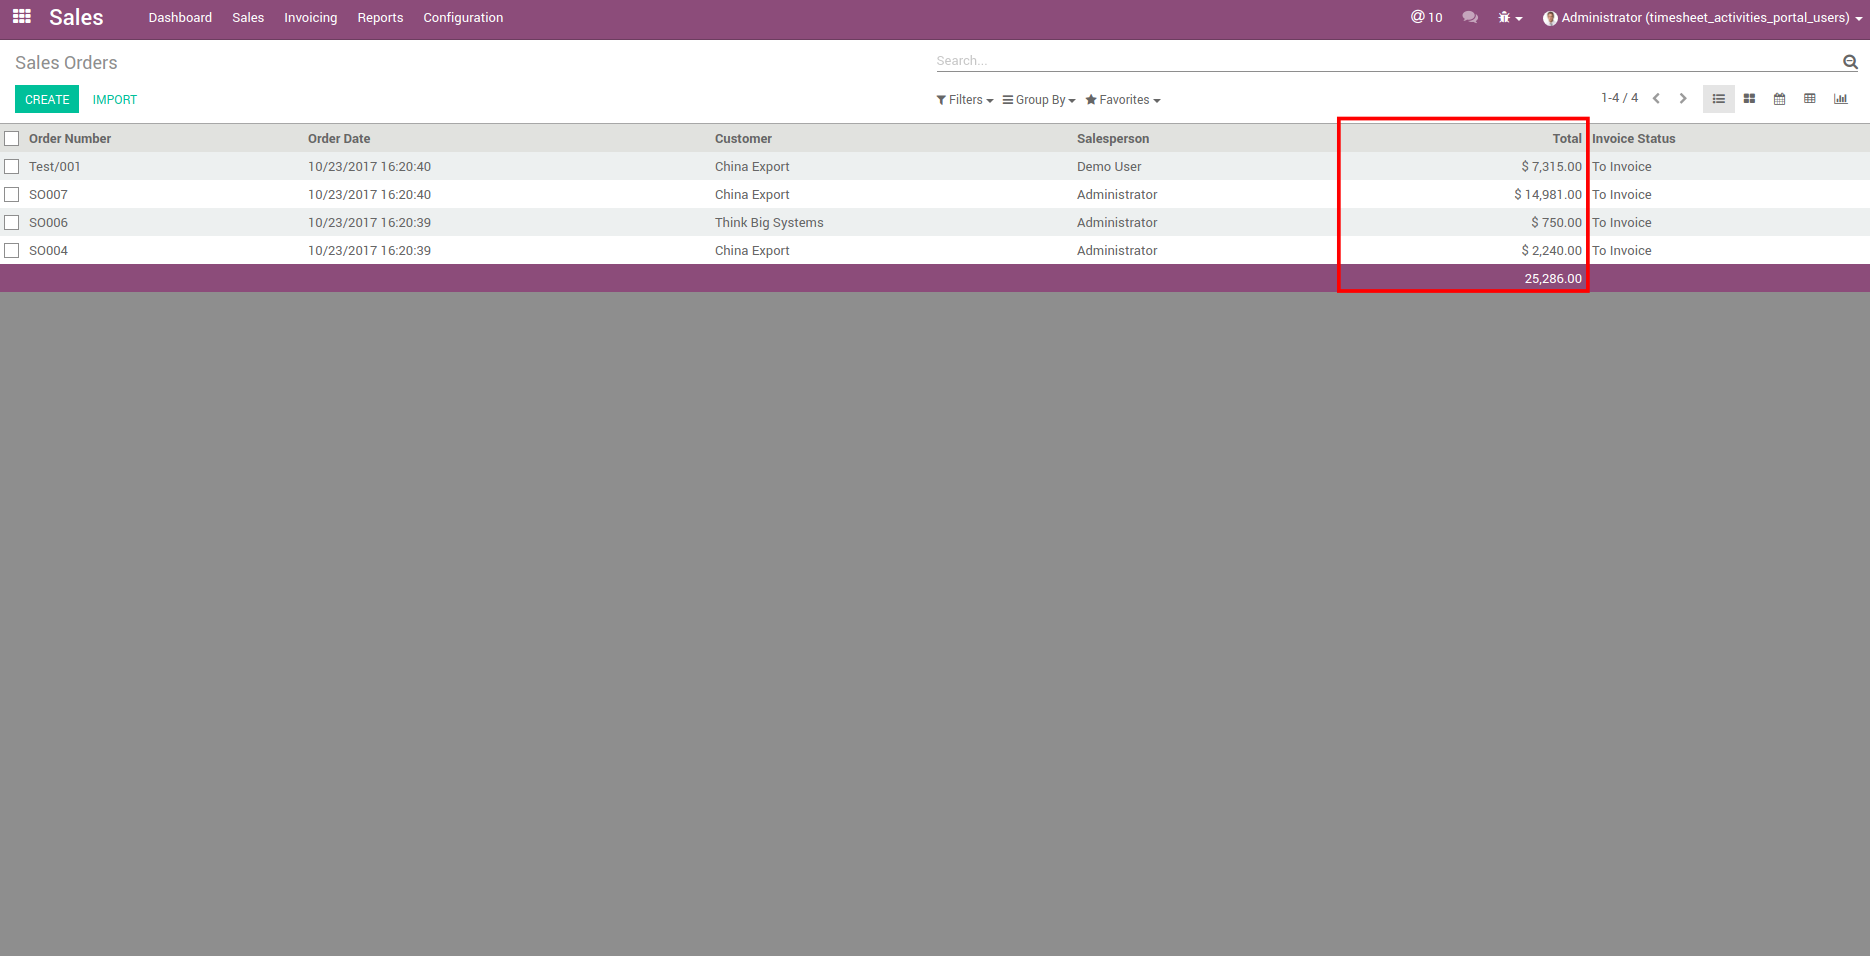 Sales Dashboard Sales Invoicing Reports Configuration @ 10 Administrator (timesheet_activities_portal_users)
Sales Orders Search...
CREATE IMPORT Filters Group By Favorites 1-4 / 4
Order Number Order Date Customer Salesperson Total Invoice Status
Test/001 10/23/2017 16:20:40 China Export Demo User $ 7,315.00 To Invoice
SO007 10/23/2017 16:20:40 China Export Administrator $ 14,981.00 To Invoice
SO006 10/23/2017 16:20:39 Think Big Systems Administrator $ 750.00 To Invoice
SO004 10/23/2017 16:20:39 China Export Administrator $ 2,240.00 To Invoice
25,286.00